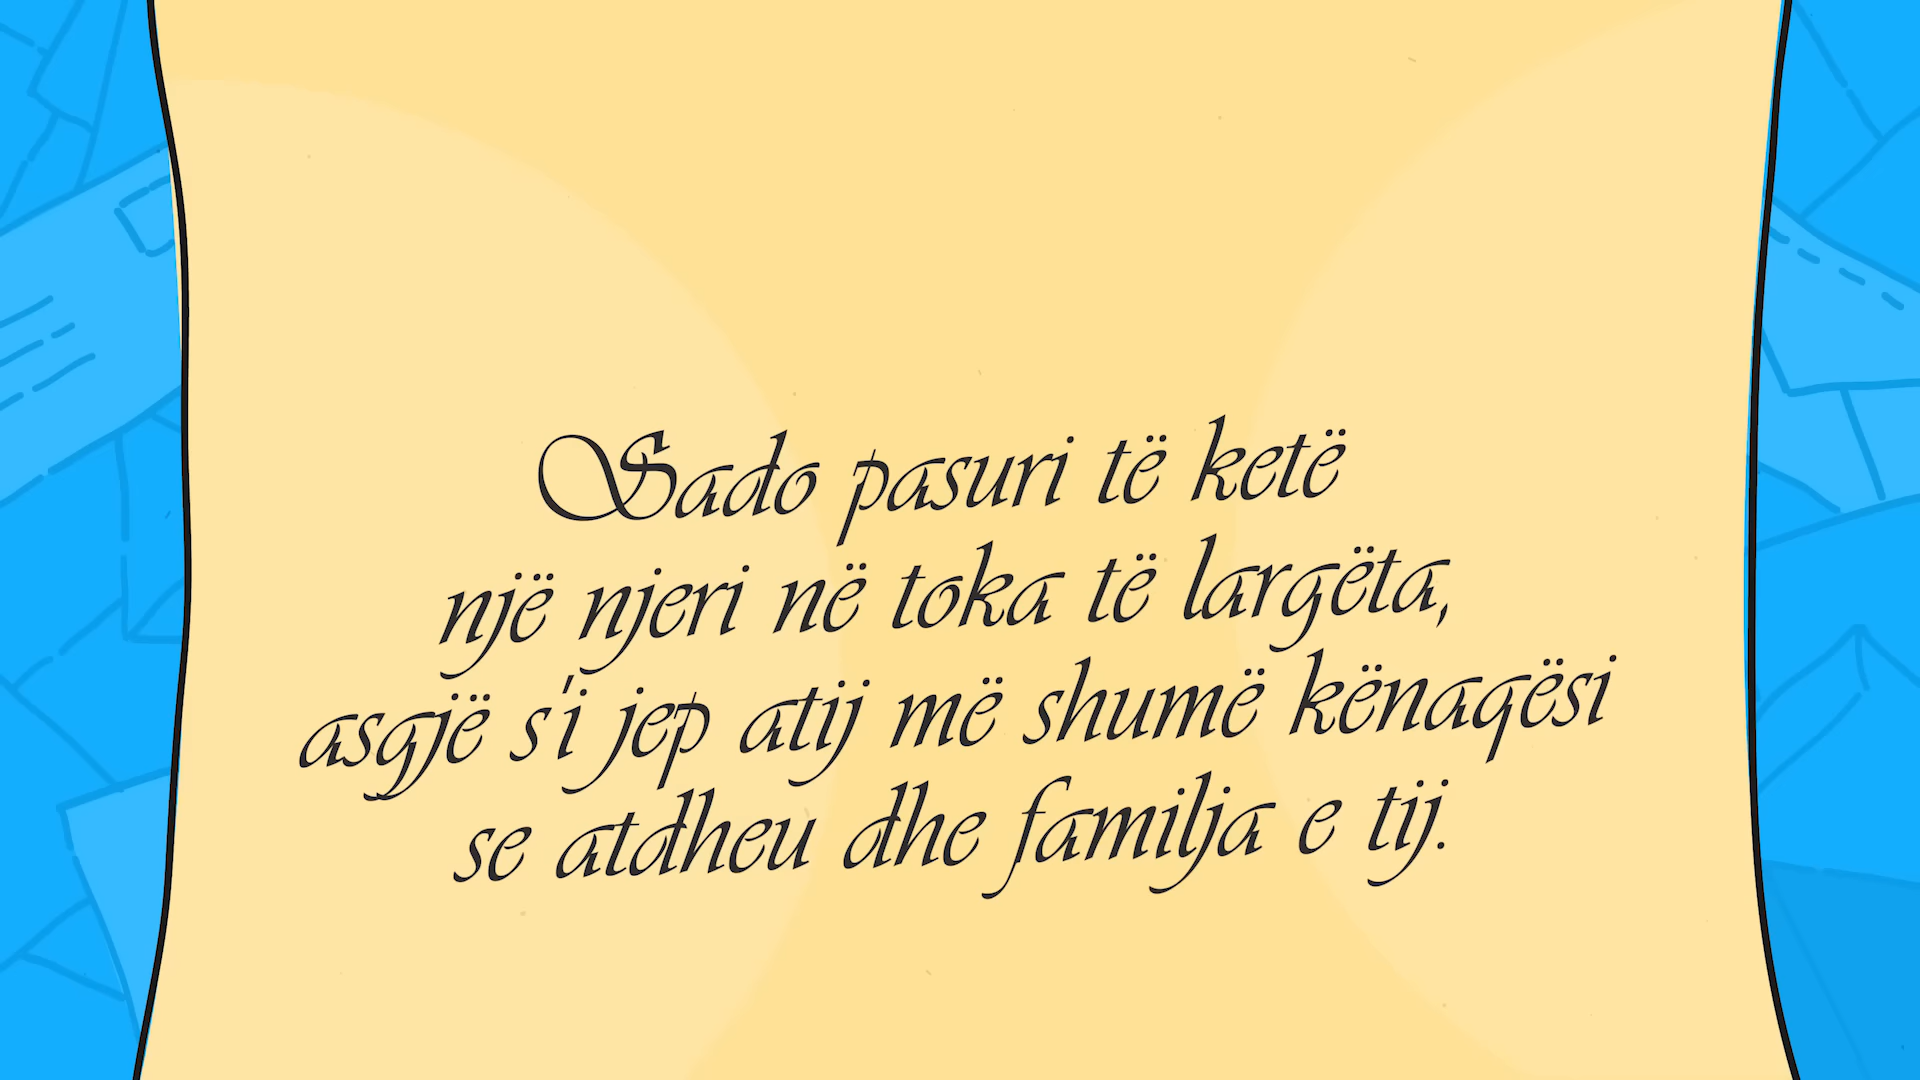 Sado pasuri të ketë
një njeri në toka të largëta,
asgjë s'i jep atij më shumë kënaqësi
se atdheu dhe familja e tij.